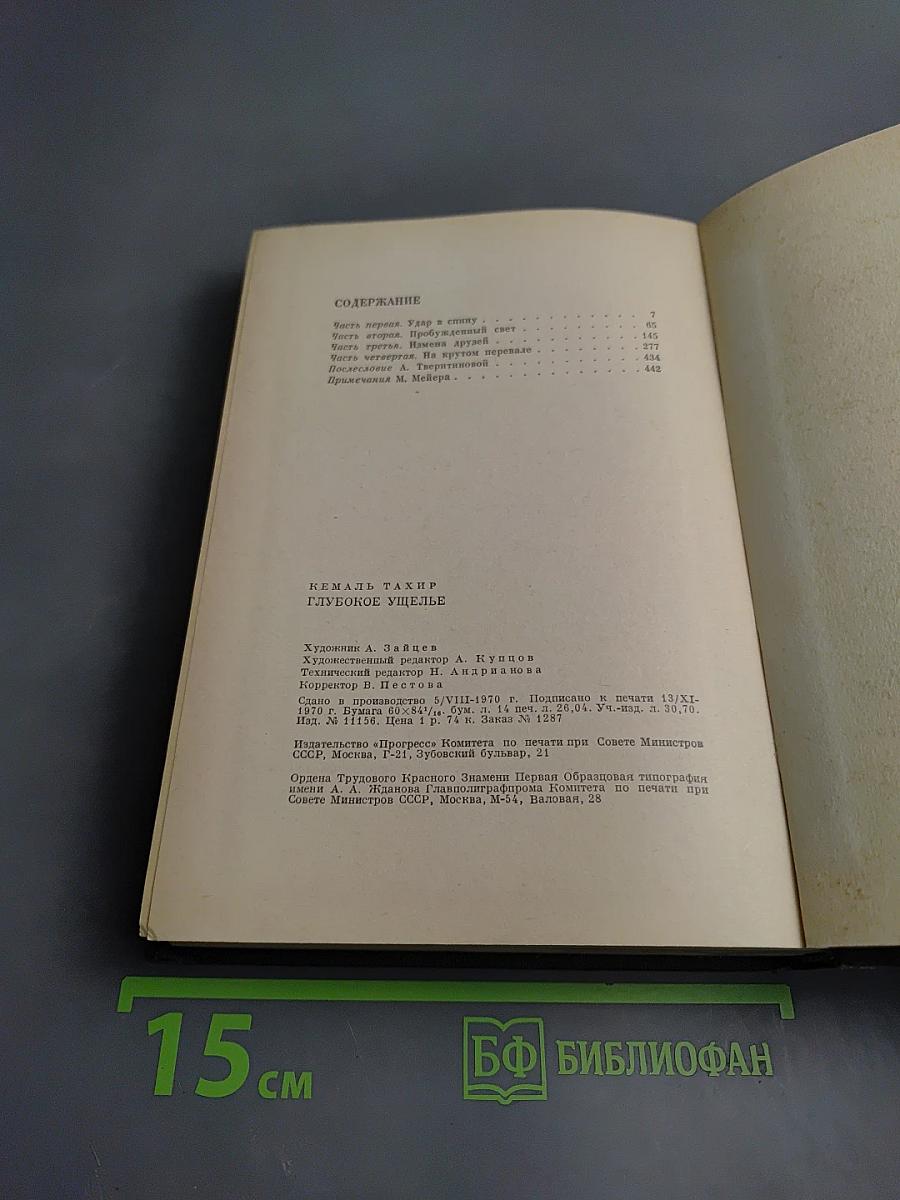 СОДЕРЖАНИЕ
Часть первая. Удар в спину . . . . . . . . . . . . 7
Часть вторая. Пробужденный свет . . . . . . . . . 65
Часть третья. Измена друзей . . . . . . . . . . . 145
Часть четвертая. На крутом перевале . . . . . . . . 277
Послесловие А. Тверитиновой . . . . . . . . . . . 434
Примечания М. Мейера . . . . . . . . . . . . . . 442
КЕМАЛЬ ТАХИР
ГЛУБОКОЕ УЩЕЛЬЕ
Художник А. Зайцев
Художественный редактор А. Купцов
Технический редактор Н. Андрианова
Корректор В. Пестова
Сдано в производство 5/VIII-1970 г. Подписано к печати 13/XI-
1970 г. Бумага 60×84¹/₁₆. бум. л. 14 печ. л. 26,04. Уч.-изд. л. 30,70.
Изд. № 11156. Цена 1 р. 74 к. Заказ № 1287
Издательство «Прогресс» Комитета по печати при Совете Министров
СССР, Москва, Г-21, Зубовский бульвар, 21
Ордена Трудового Красного Знамени Первая Образцовая типография
имени А. А. Жданова Главполиграфпрома Комитета по печати при
Совете Министров СССР, Москва, М-54, Валовая, 28
15 см
БФ БИБЛИОФАН